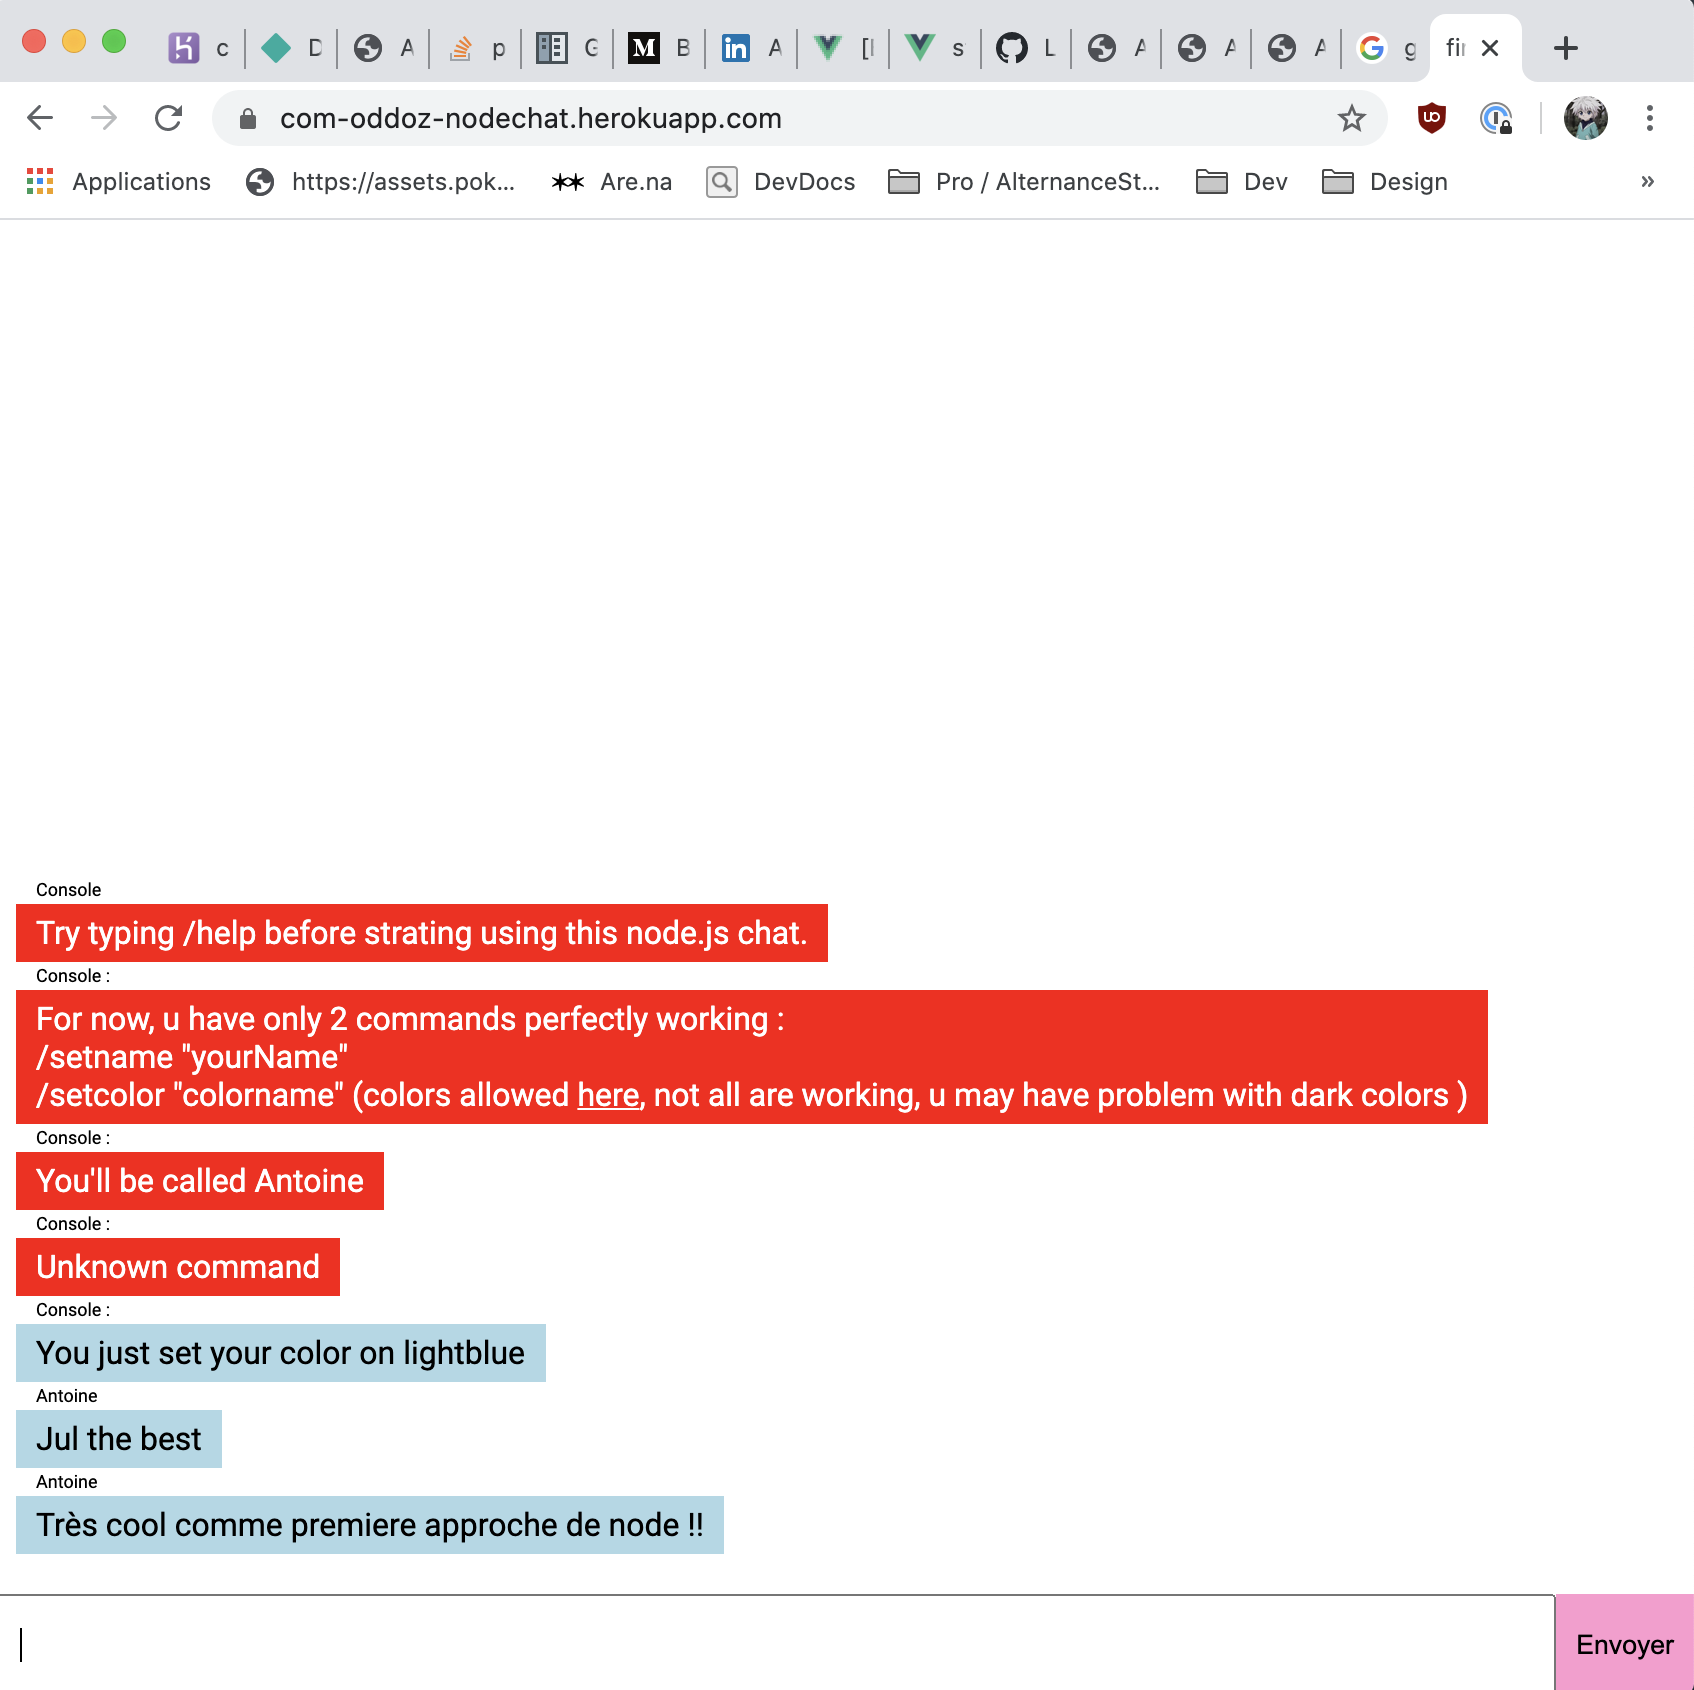 c D A p G M B in A [ s L A A A g fi
com-oddoz-nodechat.herokuapp.com
Applications https://assets.pok... Are.na DevDocs Pro / AlternanceSt... Dev Design »
Console
Try typing /help before strating using this node.js chat.
Console :
For now, u have only 2 commands perfectly working :
/setname "yourName"
/setcolor "colorname" (colors allowed here, not all are working, u may have problem with dark colors )
Console :
You'll be called Antoine
Console :
Unknown command
Console :
You just set your color on lightblue
Antoine
Jul the best
Antoine
Très cool comme premiere approche de node !!
Envoyer